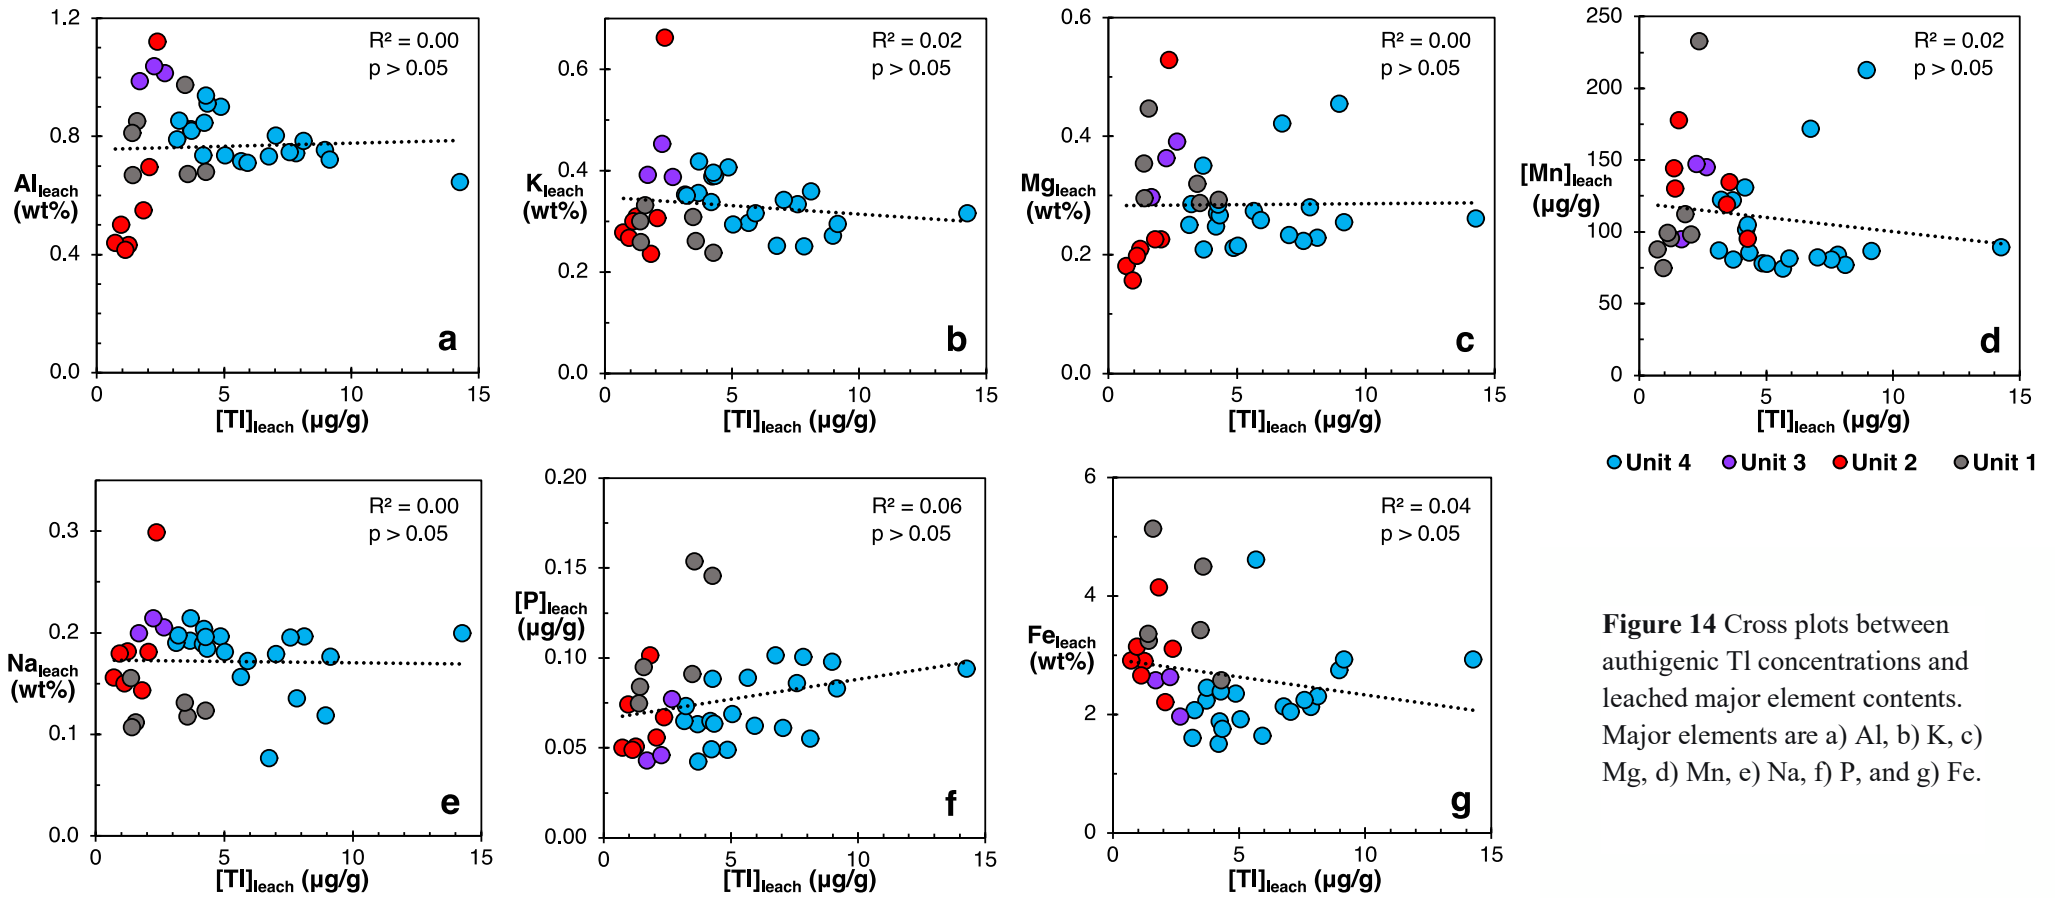 1.2
0.8
0.4
0.0
Al_leach
(wt%)
R² = 0.00
p > 0.05
a
0 5 10 15
[Tl]_leach (µg/g)
0.6
0.4
0.2
0.0
K_leach
(wt%)
R² = 0.02
p > 0.05
b
0 5 10 15
[Tl]_leach (µg/g)
0.6
0.4
0.2
0.0
Mg_leach
(wt%)
R² = 0.00
p > 0.05
c
0 5 10 15
[Tl]_leach (µg/g)
250
200
150
100
50
0
[Mn]_leach
(µg/g)
R² = 0.02
p > 0.05
d
0 5 10 15
[Tl]_leach (µg/g)
Unit 4 Unit 3 Unit 2 Unit 1
0.3
0.2
0.1
0.0
Na_leach
(wt%)
R² = 0.00
p > 0.05
e
0 5 10 15
[Tl]_leach (µg/g)
0.20
0.15
0.10
0.05
0.00
[P]_leach
(µg/g)
R² = 0.06
p > 0.05
f
0 5 10 15
[Tl]_leach (µg/g)
6
4
2
0
Fe_leach
(wt%)
R² = 0.04
p > 0.05
g
0 5 10 15
[Tl]_leach (µg/g)
Figure 14 Cross plots between
authigenic Tl concentrations and
leached major element contents.
Major elements are a) Al, b) K, c)
Mg, d) Mn, e) Na, f) P, and g) Fe.